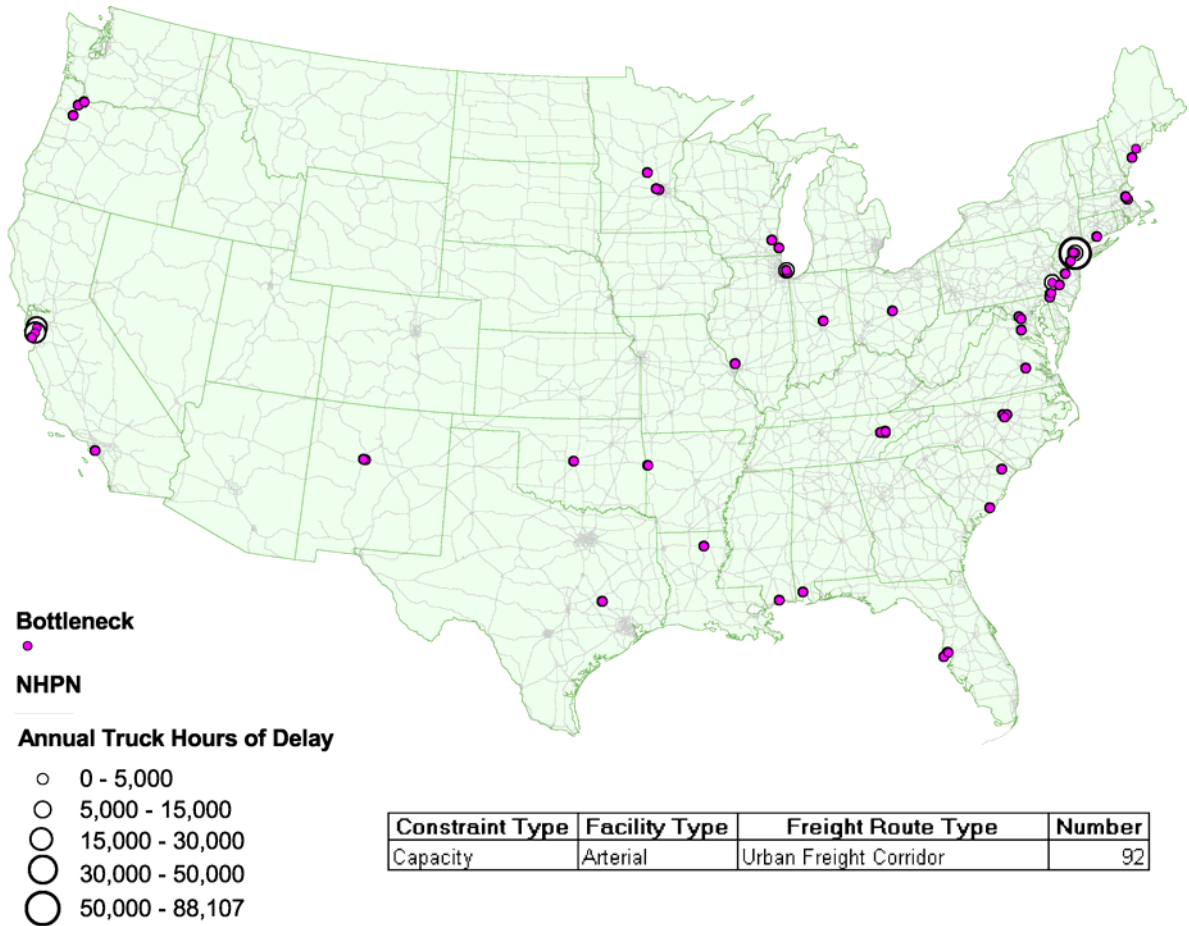 Bottleneck
NHPN
Annual Truck Hours of Delay
0 - 5,000
5,000 - 15,000
15,000 - 30,000
30,000 - 50,000
50,000 - 88,107
Constraint Type Facility Type Freight Route Type Number
Capacity Arterial Urban Freight Corridor 92